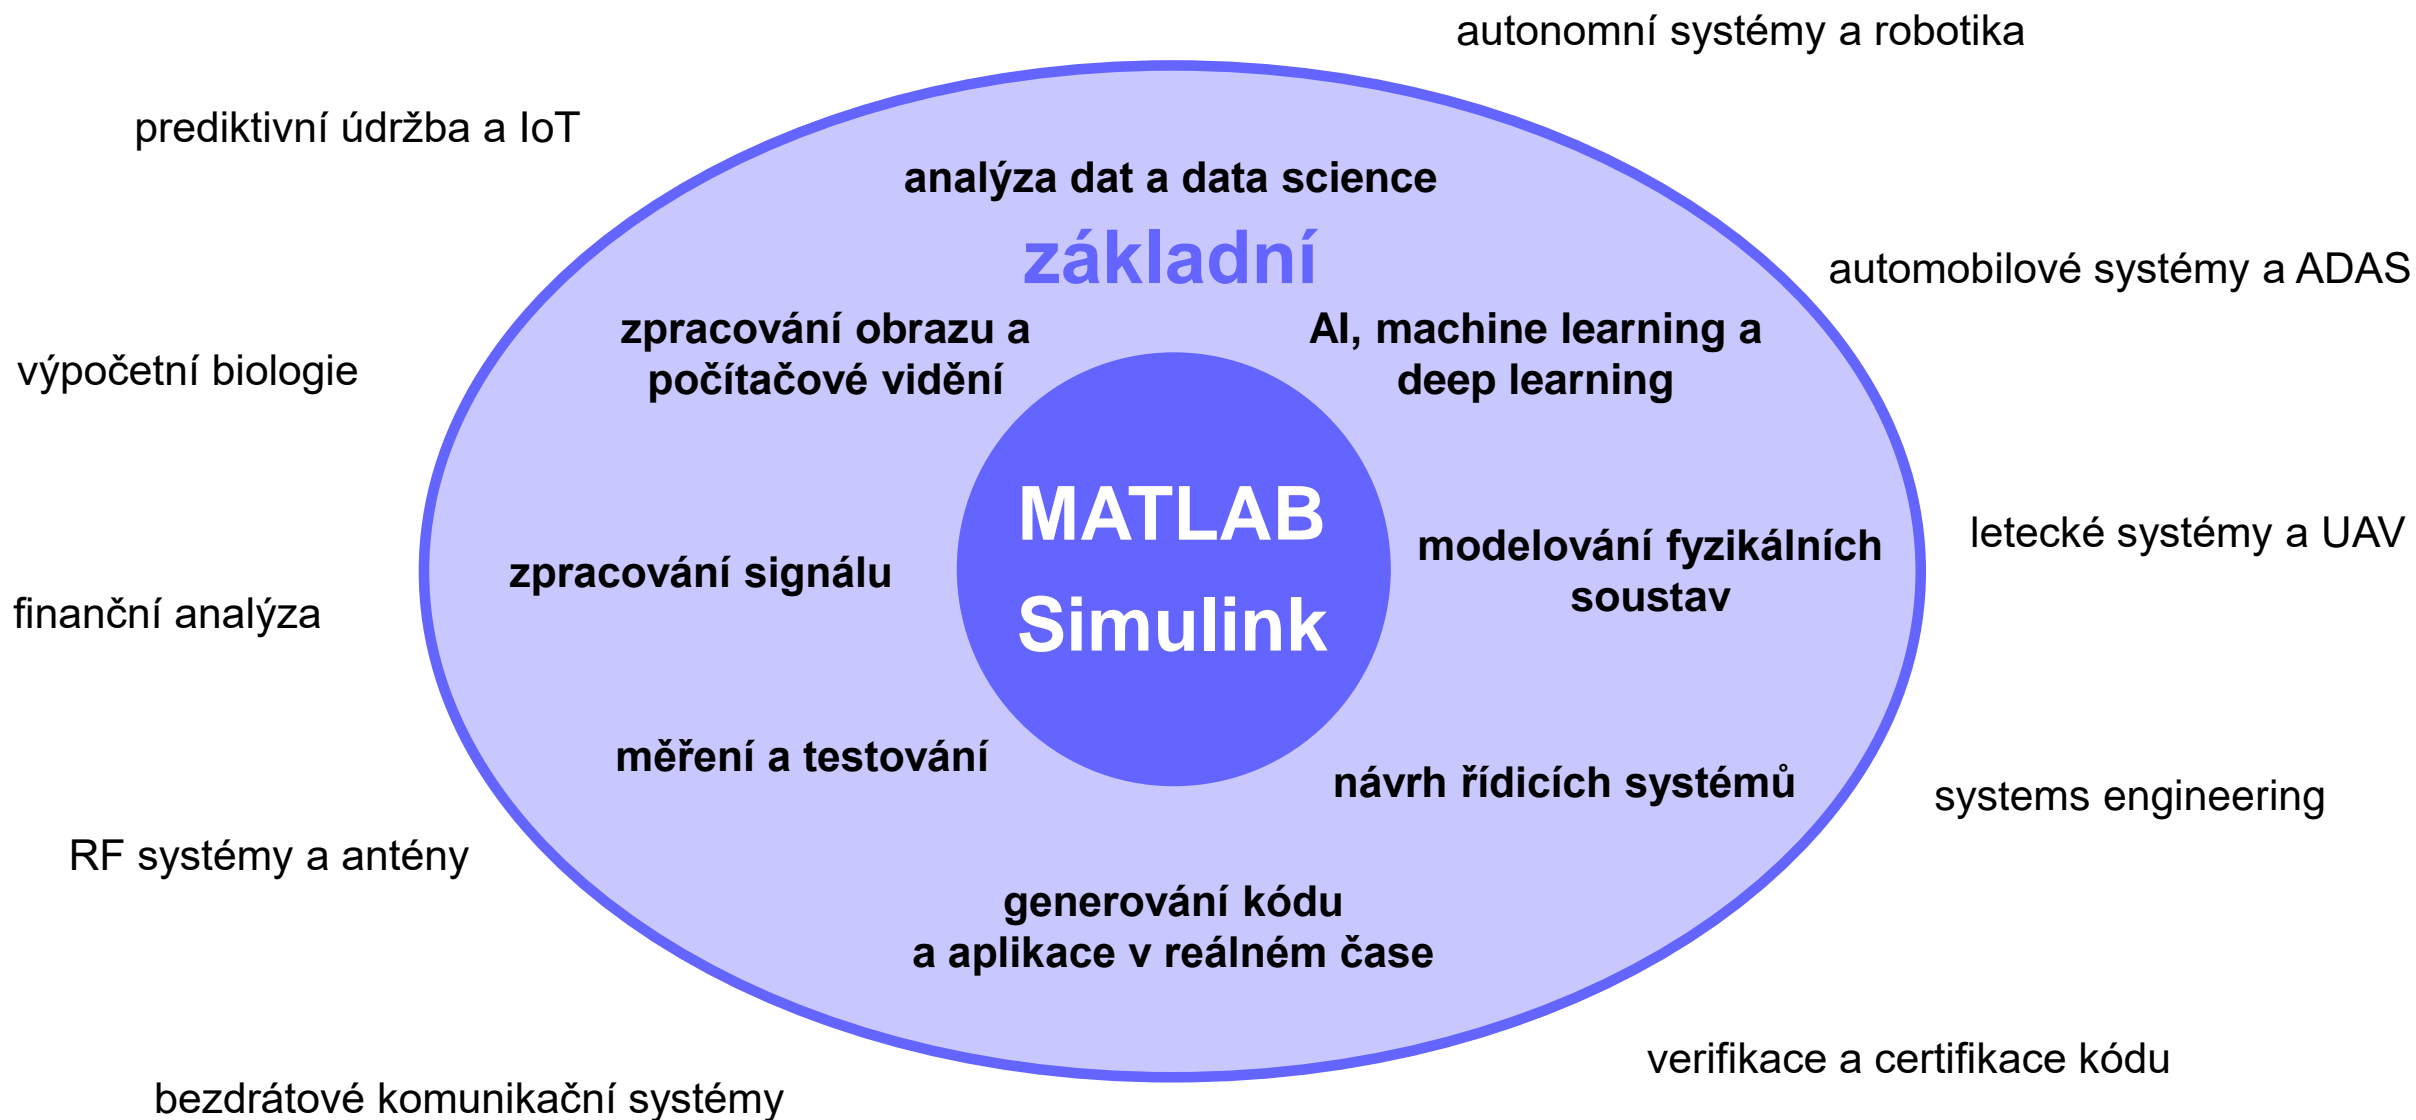 autonomní systémy a robotika
prediktivní údržba a IoT
analýza dat a data science
základní
automobilové systémy a ADAS
zpracování obrazu a
počítačové vidění
AI, machine learning a
deep learning
výpočetní biologie
MATLAB
Simulink
letecké systémy a UAV
modelování fyzikálních
soustav
zpracování signálu
finanční analýza
měření a testování
návrh řídicích systémů
systems engineering
RF systémy a antény
generování kódu
a aplikace v reálném čase
verifikace a certifikace kódu
bezdrátové komunikační systémy